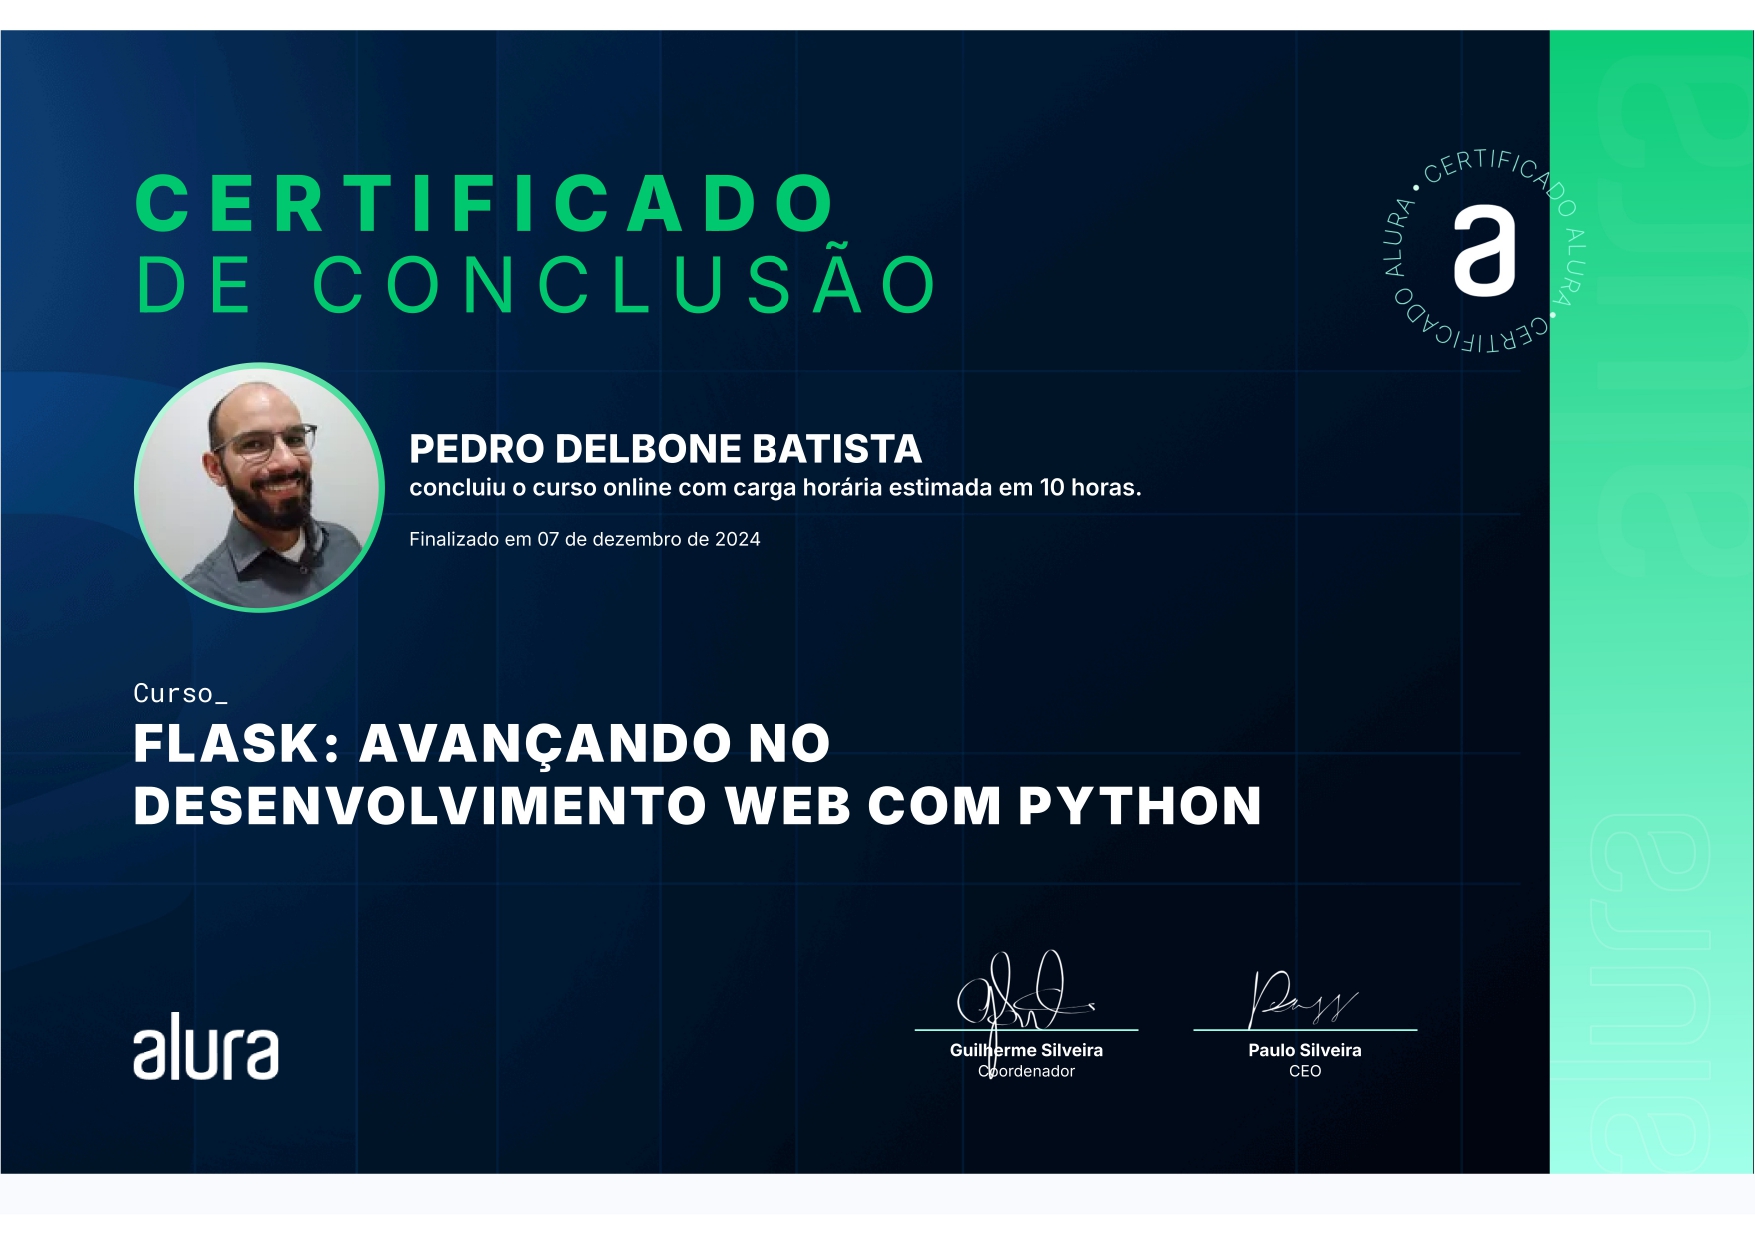 CERTIFICADO
DE CONCLUSÃO
• CERTIFICADO ALURA • CERTIFICADO ALURA
a
PEDRO DELBONE BATISTA
concluiu o curso online com carga horária estimada em 10 horas.
Finalizado em 07 de dezembro de 2024
Curso_
FLASK: AVANÇANDO NO
DESENVOLVIMENTO WEB COM PYTHON
alura
Guilherme Silveira
Coordenador
Paulo Silveira
CEO
alura
alura
a